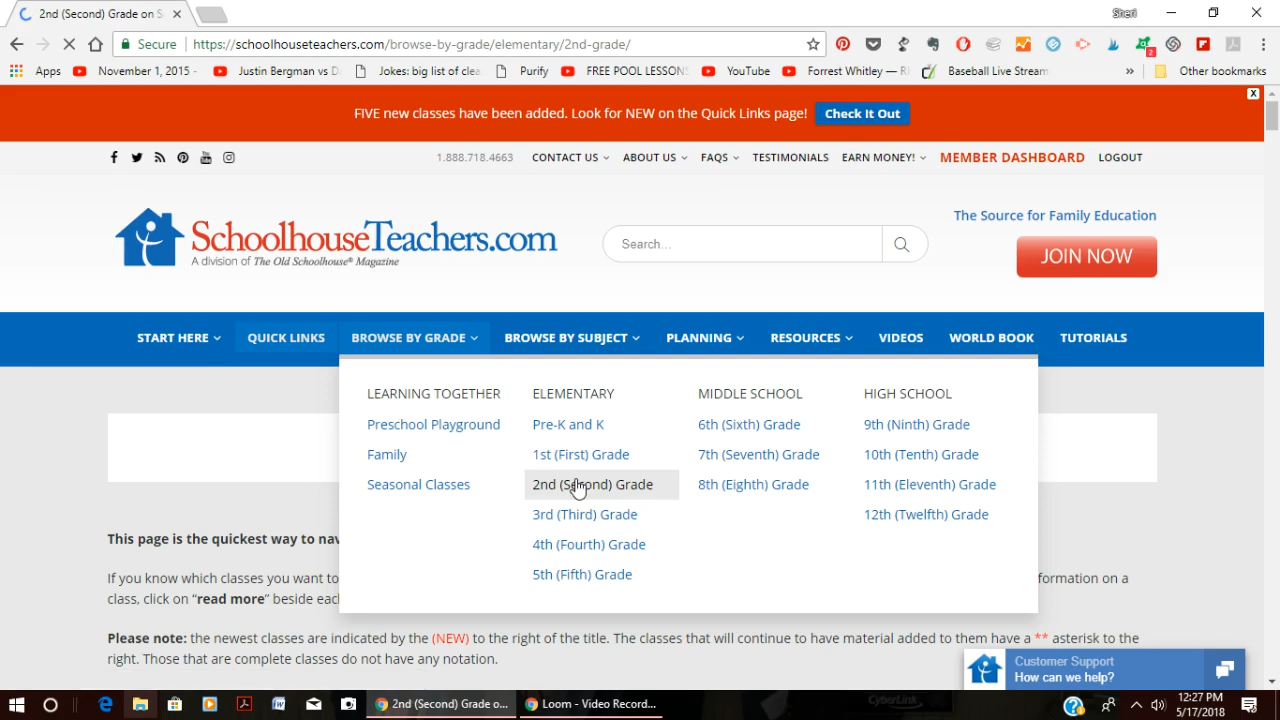 2nd (Second) Grade on S
Sheri
Secure https://schoolhouseteachers.com/browse-by-grade/elementary/2nd-grade/
Apps November 1, 2015 - Justin Bergman vs D Jokes: big list of clea Purify FREE POOL LESSONS YouTube Forrest Whitley — R Baseball Live Stream » Other bookmarks
FIVE new classes have been added. Look for NEW on the Quick Links page! Check It Out X
1.888.718.4663 CONTACT US ABOUT US FAQS TESTIMONIALS EARN MONEY! MEMBER DASHBOARD LOGOUT
The Source for Family Education
SchoolhouseTeachers.com
A division of The Old Schoolhouse® Magazine
Search...
JOIN NOW
START HERE QUICK LINKS BROWSE BY GRADE BROWSE BY SUBJECT PLANNING RESOURCES VIDEOS WORLD BOOK TUTORIALS
LEARNING TOGETHER ELEMENTARY MIDDLE SCHOOL HIGH SCHOOL
Preschool Playground Pre-K and K 6th (Sixth) Grade 9th (Ninth) Grade
Family 1st (First) Grade 7th (Seventh) Grade 10th (Tenth) Grade
Seasonal Classes 2nd (Second) Grade 8th (Eighth) Grade 11th (Eleventh) Grade
3rd (Third) Grade 12th (Twelfth) Grade
4th (Fourth) Grade
5th (Fifth) Grade
This page is the quickest way to nav
If you know which classes you want to formation on a
class, click on “read more” beside eac
Please note: the newest classes are indicated by the (NEW) to the right of the title. The classes that will continue to have material added to them have a ** asterisk to the
right. Those that are complete classes do not have any notation.
Customer Support
How can we help?
2nd (Second) Grade o... Loom - Video Record... CyberLink
12:27 PM
5/17/2018
2